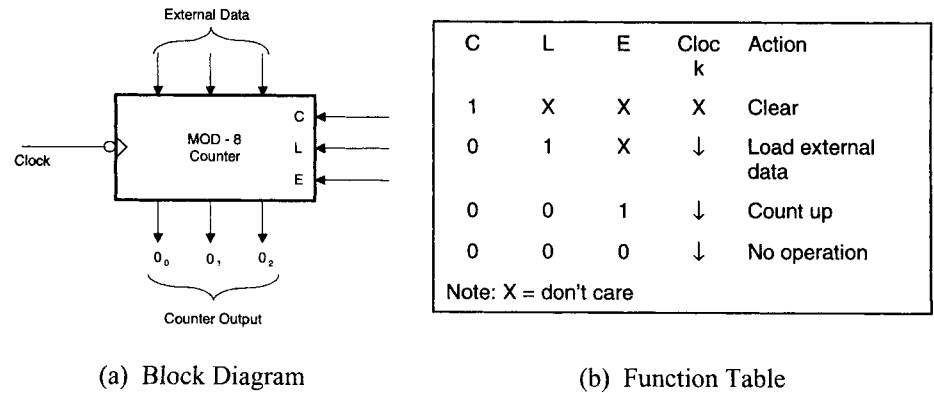 External Data
C
MOD - 8
Counter
L
E
Clock
0₀ 0₁ 0₂
Counter Output
(a) Block Diagram
C L E Cloc
k Action
1 X X X Clear
0 1 X ↓ Load external
data
0 0 1 ↓ Count up
0 0 0 ↓ No operation
Note: X = don't care
(b) Function Table